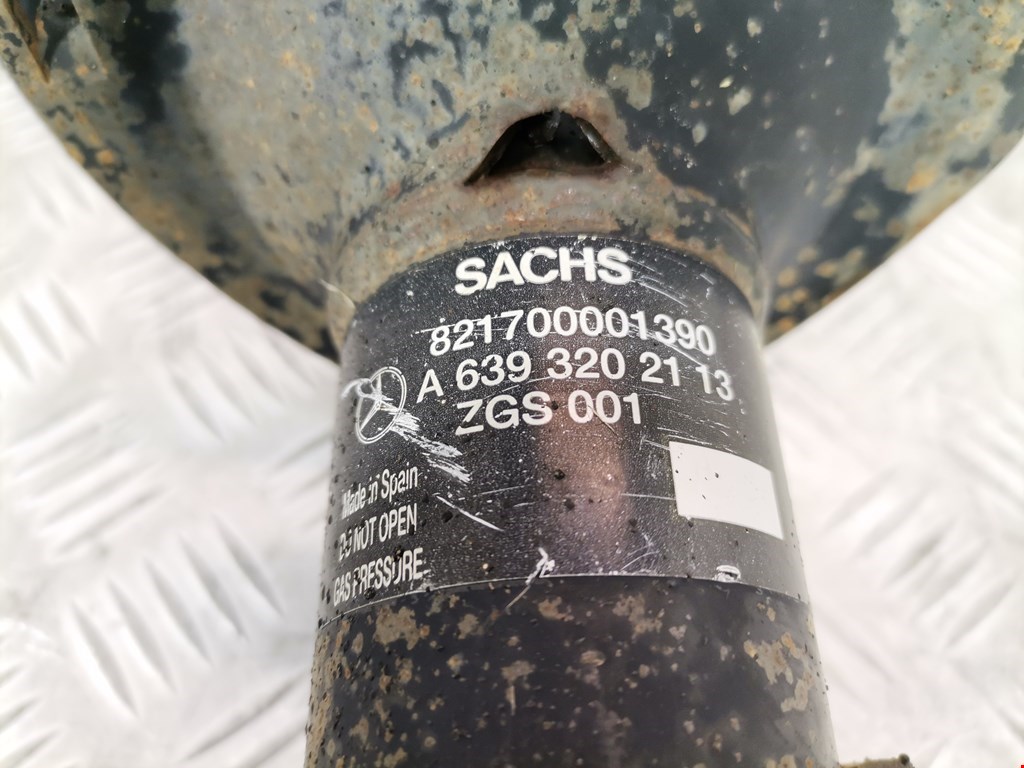 SACHS
821700001390
A 639 320 21 13
ZGS 001
Made in Spain
DO NOT OPEN
GAS PRESSURE